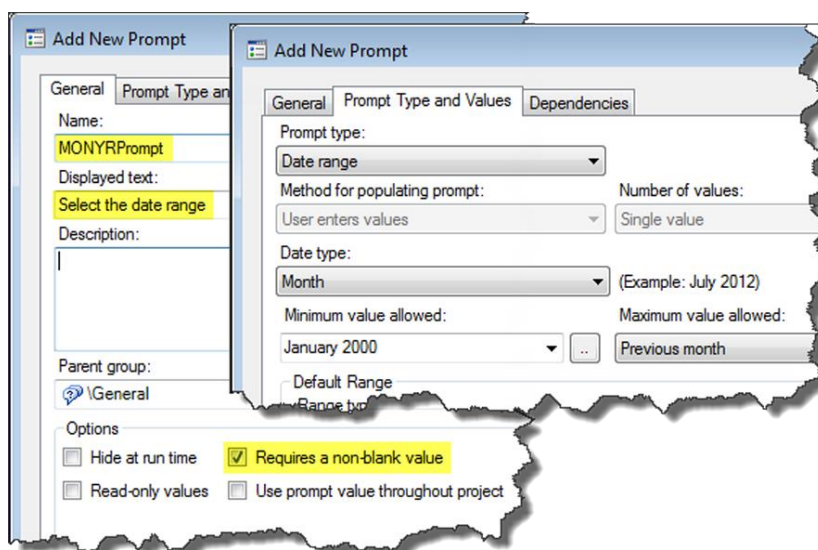 Add New Prompt
General Prompt Type an
Name:
MONYRPrompt
Displayed text:
Select the date range
Description:
Parent group:
\General
Options
Hide at run time Requires a non-blank value
Read-only values Use prompt value throughout project
Add New Prompt
General Prompt Type and Values Dependencies
Prompt type:
Date range
Method for populating prompt: Number of values:
User enters values Single value
Date type:
Month (Example: July 2012)
Minimum value allowed: Maximum value allowed:
January 2000 .. Previous month
Default Range
Range typ